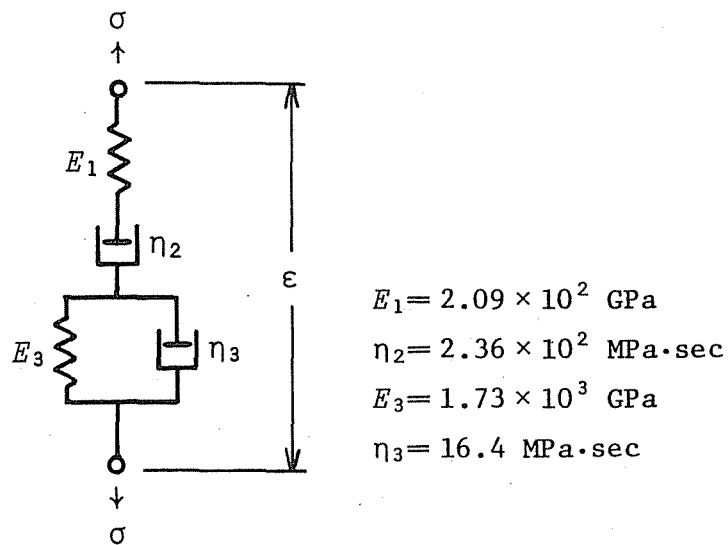 σ
↑
E₁
η₂
ε
E₃
η₃
↓
σ
E₁= 2.09 × 10² GPa
η₂= 2.36 × 10² MPa·sec
E₃= 1.73 × 10³ GPa
η₃= 16.4 MPa·sec